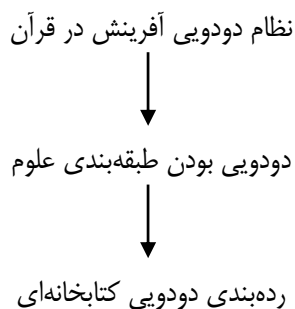 نظام دودویی آفرینش در قرآن
دودویی بودن طبقه‌بندی علوم
رده‌بندی دودویی کتابخانه‌ای